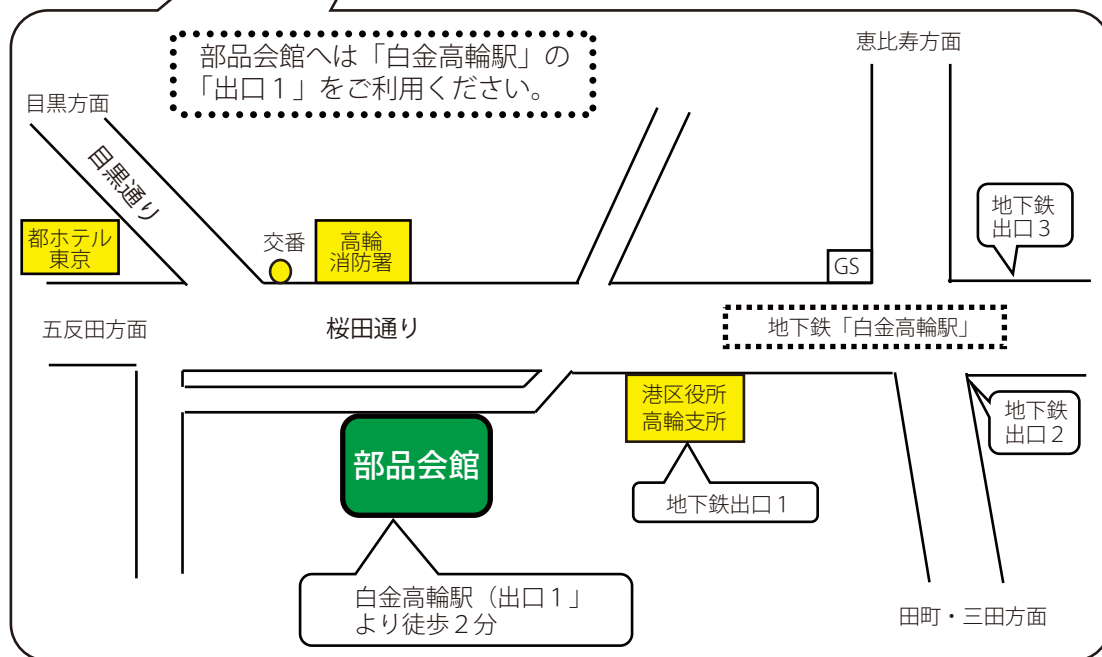 部品会館へは「白金高輪駅」の
「出口１」をご利用ください。
恵比寿方面
目黒方面
目黒通り
地下鉄
出口３
都ホテル
東京
交番
高輪
消防署
GS
五反田方面
桜田通り
地下鉄「白金高輪駅」
港区役所
高輪支所
地下鉄
出口２
部品会館
地下鉄出口１
白金高輪駅（出口１」
より徒歩２分
田町・三田方面